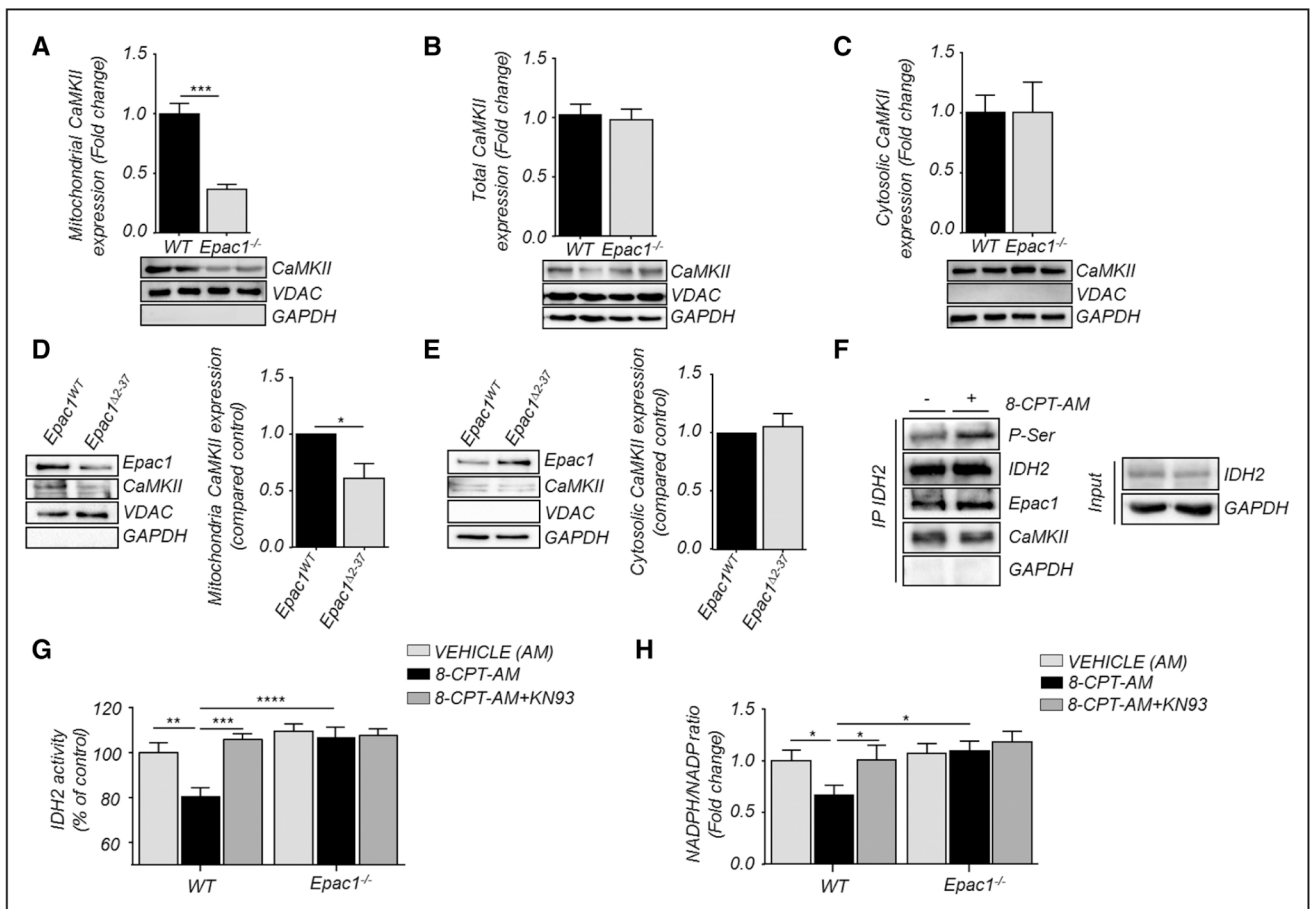 A
Mitochondrial CaMKII
expression (Fold change)
1.5
1.0
0.5
0.0
***
WT Epac1-/-
CaMKII
VDAC
GAPDH
B
Total CaMKII
expression (Fold change)
1.5
1.0
0.5
0.0
WT Epac1-/-
CaMKII
VDAC
GAPDH
C
Cytosolic CaMKII
expression (Fold change)
1.5
1.0
0.5
0.0
WT Epac1-/-
CaMKII
VDAC
GAPDH
D
Epac1WT
Epac1Δ2-37
Epac1
CaMKII
VDAC
GAPDH
Mitochondria CaMKII expression
(compared control)
1.5
1.0
0.5
0.0
*
Epac1WT
Epac1Δ2-37
E
Epac1WT
Epac1Δ2-37
Epac1
CaMKII
VDAC
GAPDH
Cytosolic CaMKII expression
(compared control)
1.5
1.0
0.5
0.0
Epac1WT
Epac1Δ2-37
F
- + 8-CPT-AM
IP IDH2
P-Ser
IDH2
Epac1
CaMKII
GAPDH
Input
IDH2
GAPDH
G
VEHICLE (AM)
8-CPT-AM
8-CPT-AM+KN93
IDH2 activity
(% of control)
120
100
80
60
****
** ***
WT Epac1-/-
H
VEHICLE (AM)
8-CPT-AM
8-CPT-AM+KN93
NADPH/NADP ratio
(Fold change)
1.5
1.0
0.5
0.0
*
* *
WT Epac1-/-